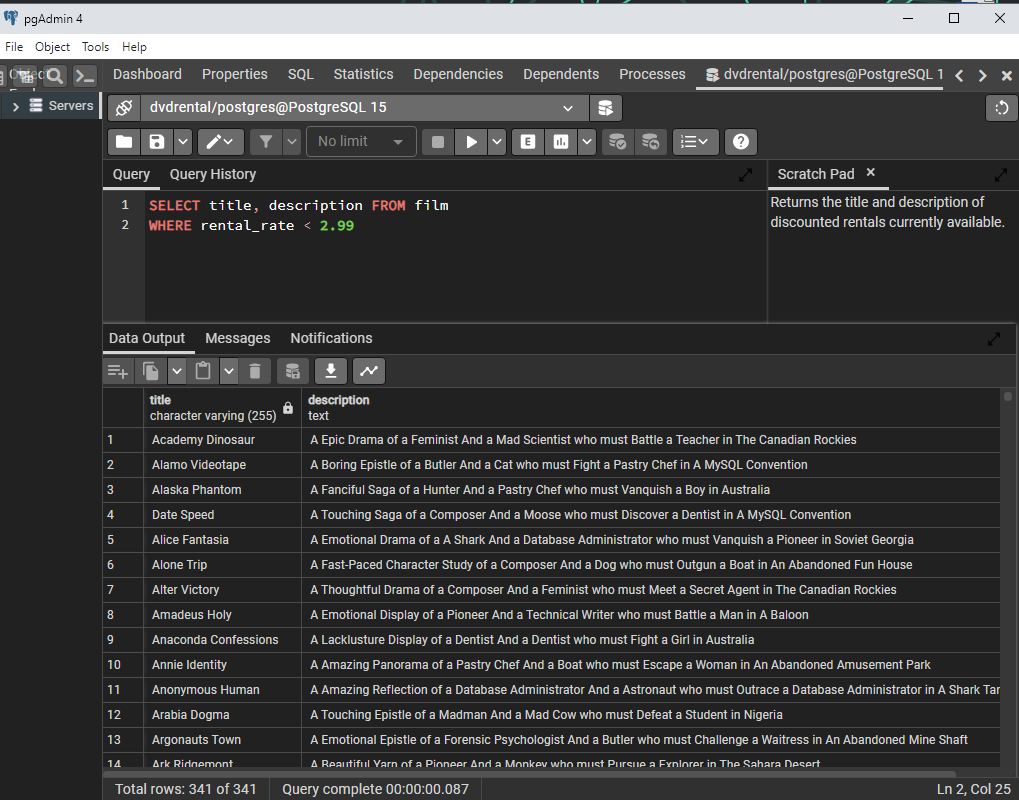 pgAdmin 4
File Object Tools Help
Dashboard Properties SQL Statistics Dependencies Dependents Processes dvdrental/postgres@PostgreSQL 1
Servers
dvdrental/postgres@PostgreSQL 15
No limit
E
Query Query History
Scratch Pad
1 SELECT title, description FROM film
2 WHERE rental_rate < 2.99
Returns the title and description of
discounted rentals currently available.
Data Output Messages Notifications
title description
character varying (255) text
1 Academy Dinosaur A Epic Drama of a Feminist And a Mad Scientist who must Battle a Teacher in The Canadian Rockies
2 Alamo Videotape A Boring Epistle of a Butler And a Cat who must Fight a Pastry Chef in A MySQL Convention
3 Alaska Phantom A Fanciful Saga of a Hunter And a Pastry Chef who must Vanquish a Boy in Australia
4 Date Speed A Touching Saga of a Composer And a Moose who must Discover a Dentist in A MySQL Convention
5 Alice Fantasia A Emotional Drama of a A Shark And a Database Administrator who must Vanquish a Pioneer in Soviet Georgia
6 Alone Trip A Fast-Paced Character Study of a Composer And a Dog who must Outgun a Boat in An Abandoned Fun House
7 Alter Victory A Thoughtful Drama of a Composer And a Feminist who must Meet a Secret Agent in The Canadian Rockies
8 Amadeus Holy A Emotional Display of a Pioneer And a Technical Writer who must Battle a Man in A Baloon
9 Anaconda Confessions A Lacklusture Display of a Dentist And a Dentist who must Fight a Girl in Australia
10 Annie Identity A Amazing Panorama of a Pastry Chef And a Boat who must Escape a Woman in An Abandoned Amusement Park
11 Anonymous Human A Amazing Reflection of a Database Administrator And a Astronaut who must Outrace a Database Administrator in A Shark Tan
12 Arabia Dogma A Touching Epistle of a Madman And a Mad Cow who must Defeat a Student in Nigeria
13 Argonauts Town A Emotional Epistle of a Forensic Psychologist And a Butler who must Challenge a Waitress in An Abandoned Mine Shaft
14 Ark Ridgemont A Beautiful Yarn of a Pioneer And a Monkey who must Pursue a Explorer in The Sahara Desert
Total rows: 341 of 341 Query complete 00:00:00.087 Ln 2, Col 25